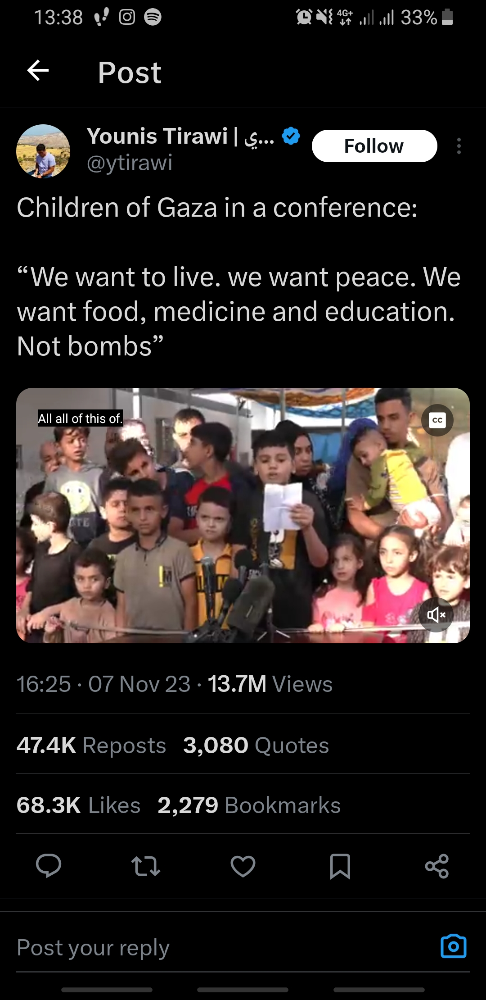 13:38 4G+ 33%
Post
Younis Tirawi | ي...
Follow
@ytirawi
Children of Gaza in a conference:
“We want to live. we want peace. We
want food, medicine and education.
Not bombs”
All all of this of.
CC
16:25 · 07 Nov 23 · 13.7M Views
47.4K Reposts 3,080 Quotes
68.3K Likes 2,279 Bookmarks
Post your reply